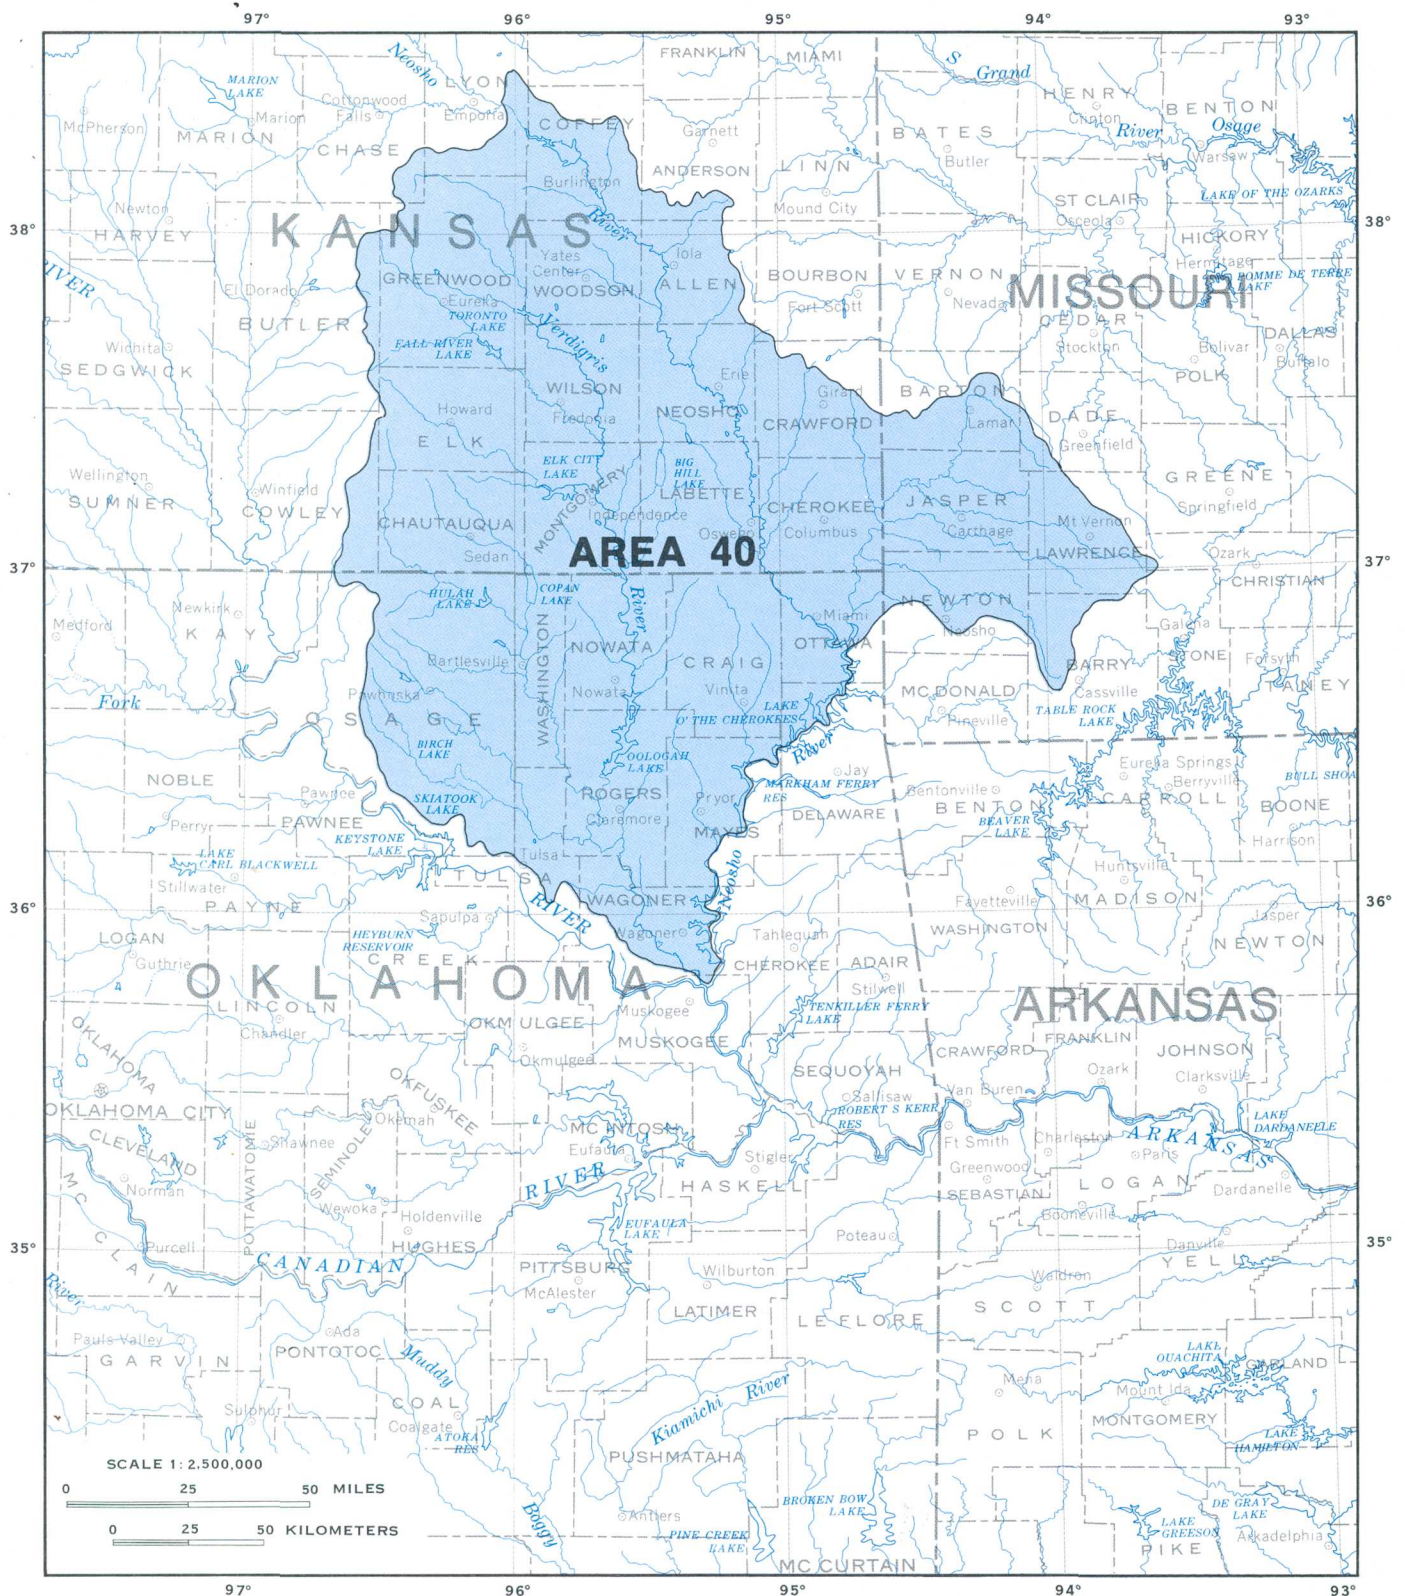 97° 96° 95° 94° 93°
Neosho
LYON
FRANKLIN
MIAMI
S Grand
MARION
LAKE
HENRY
Clinton
BENTON
McPherson
Marion
MARION
Cottonwood
Falls
Emporia
COFFEY
Garnett
BATES
Butler
River
Osage
Warsaw
CHASE
ANDERSON
LINN
Burlington
Mound City
ST CLAIR
Osceola
LAKE OF THE OZARKS
Newton
HARVEY
38°
KANSAS
River
38°
HICKORY
Hermitage
RIVER
El Dorado
BUTLER
GREENWOOD
Eureka
TORONTO
LAKE
Yates
Center
WOODSON
Iola
ALLEN
BOURBON
Fort Scott
VERNON
Nevada
MISSOURI
POMME DE TERRE
LAKE
CEDAR
Stockton
DALLAS
Buffalo
Bolivar
POLK
Wichita
SEDGWICK
FALL RIVER
LAKE
Verdigris
WILSON
Fredonia
Erie
NEOSHO
Girard
CRAWFORD
BARTON
Lamar
DADE
Greenfield
Howard
ELK
Wellington
SUMNER
Winfield
COWLEY
ELK CITY
LAKE
BIG
HILL
LAKE
LABETTE
MONTGOMERY
Independence
Oswego
CHEROKEE
Columbus
JASPER
Carthage
GREENE
Springfield
Mt Vernon
LAWRENCE
CHAUTAUQUA
Sedan
AREA 40
37°
37°
Ozark
CHRISTIAN
Newkirk
KAY
Medford
HULAH
LAKE
COPAN
LAKE
River
WASHINGTON
NOWATA
Nowata
CRAIG
Vinita
Miami
OTTAWA
NEWTON
Neosho
Galena
STONE
Forsyth
TANEY
Bartlesville
Pawhuska
OSAGE
BARRY
Cassville
MC DONALD
Pineville
TABLE ROCK
LAKE
Fork
LAKE
O' THE CHEROKEES
River
BIRCH
LAKE
OOLOGAH
LAKE
Jay
MARKHAM FERRY
RES
DELAWARE
Eureka Springs
Berryville
CARROLL
BULL SHOA
Bentonville
BENTON
BEAVER
LAKE
BOONE
Harrison
NOBLE
Perry
Pawnee
PAWNEE
SKIATOOK
LAKE
ROGERS
Claremore
Pryor
MAYES
KEYSTONE
LAKE
Tulsa
TULSA
LAKE
CARL BLACKWELL
Stillwater
PAYNE
Huntsville
MADISON
36°
Sapulpa
RIVER
WAGONER
Wagoner
Neosho
Fayetteville
WASHINGTON
36°
Jasper
NEWTON
LOGAN
Guthrie
HEYBURN
RESERVOIR
CREEK
Tahlequah
CHEROKEE
ADAIR
Stilwell
OKLAHOMA
ARKANSAS
LINCOLN
Chandler
OKMULGEE
Okmulgee
Muskogee
MUSKOGEE
TENKILLER FERRY
LAKE
CRAWFORD
FRANKLIN
JOHNSON
Clarksville
Ozark
OKLAHOMA
OKLAHOMA CITY
OKFUSKEE
Okemah
SEQUOYAH
Sallisaw
ROBERT S KERR
RES
Van Buren
CLEVELAND
Norman
Shawnee
POTTAWATOMIE
SEMINOLE
Wewoka
MC INTOSH
Eufaula
RIVER
Stigler
HASKELL
Ft Smith
Greenwood
SEBASTIAN
Charleston
ARKANSAS
Paris
LOGAN
Booneville
LAKE
DARDANELLE
Dardanelle
MC CLAIN
Purcell
Holdenville
HUGHES
CANADIAN
EUFAULA
LAKE
35°
Poteau
Danville
YELL
35°
PITTSBURG
McAlester
Wilburton
LATIMER
LE FLORE
Waldron
SCOTT
River
Pauls Valley
GARVIN
Ada
PONTOTOC
Muddy
COAL
Coalgate
Sulphur
ATOKA
RES
Kiamichi River
PUSHMATAHA
Antlers
Mena
POLK
LAKE
OUACHITA
GARLAND
Mount Ida
MONTGOMERY
LAKE
HAMILTON
SCALE 1:2,500,000
0 25 50 MILES
0 25 50 KILOMETERS
Boggy
PINE CREEK
LAKE
BROKEN BOW
LAKE
MC CURTAIN
DE GRAY
LAKE
LAKE
GREESON
PIKE
Arkadelphia
97° 96° 95° 94° 93°